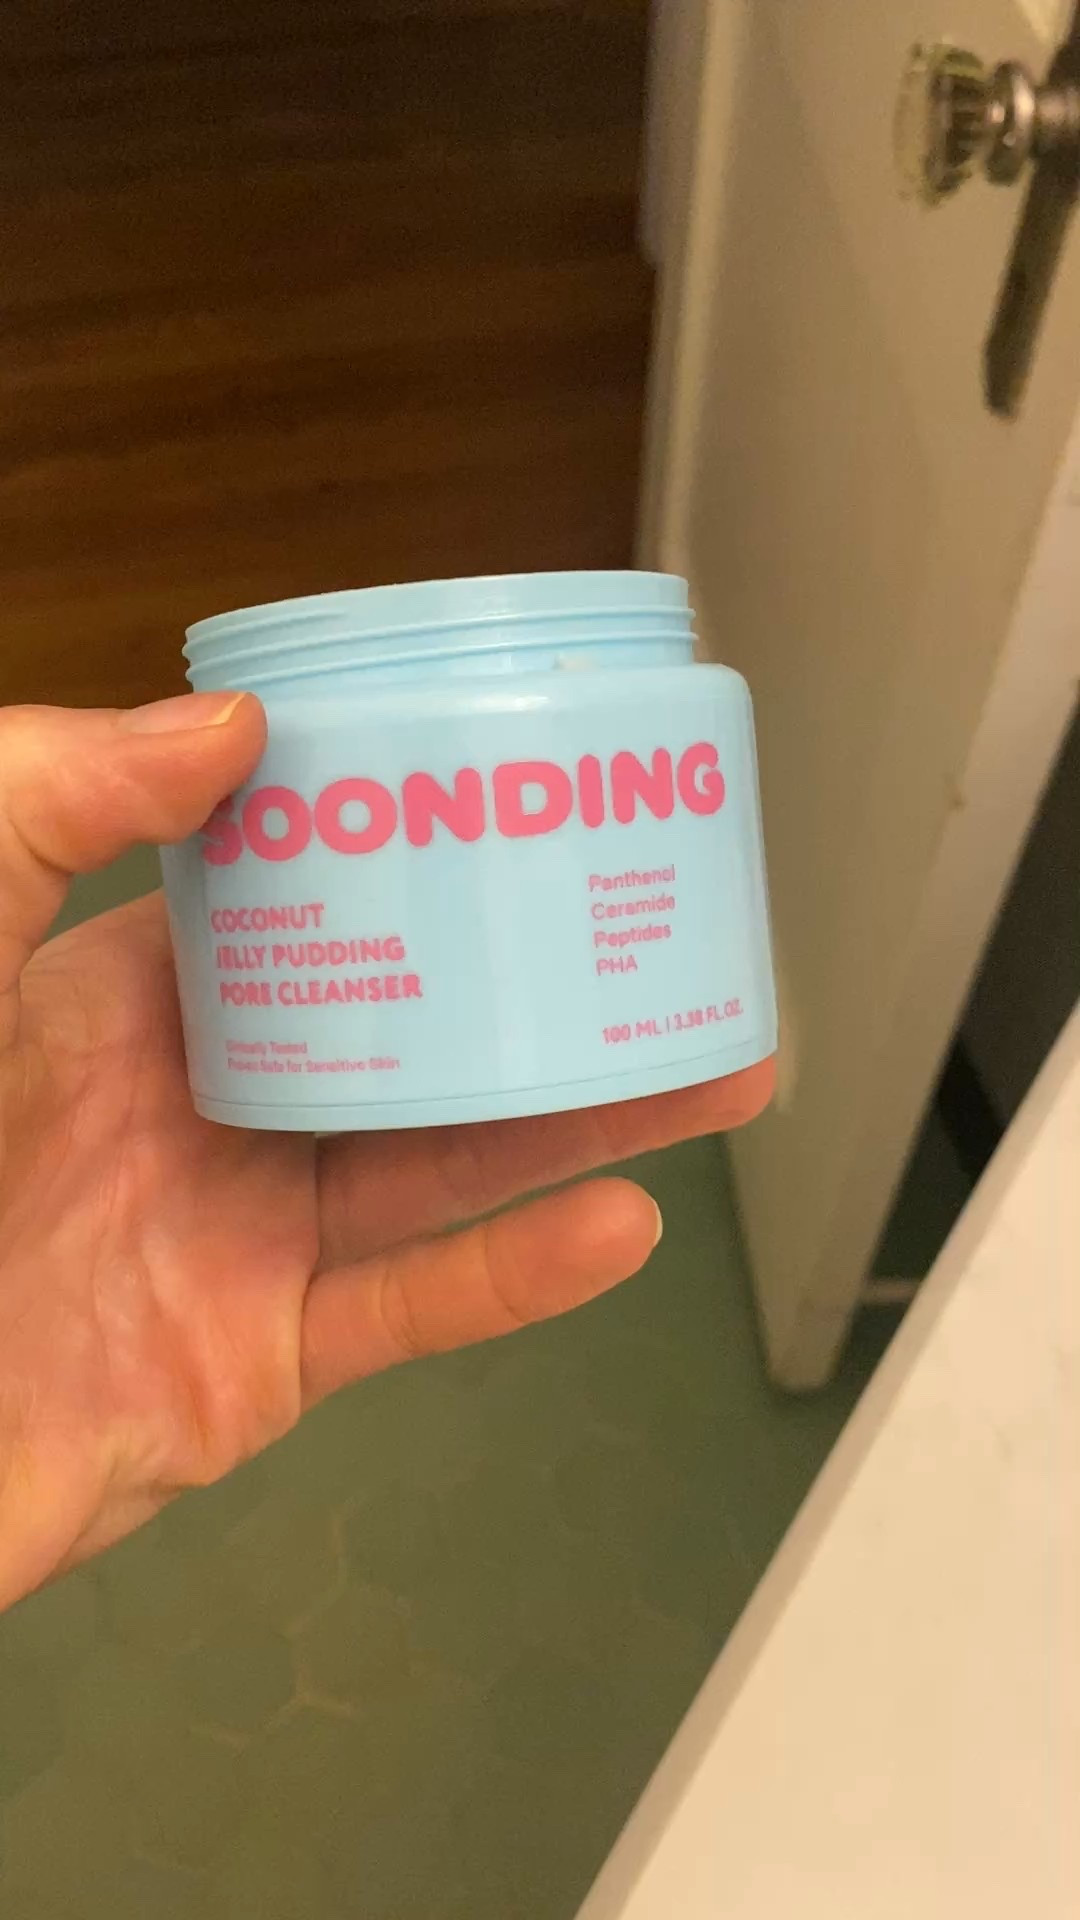 SOONDING
COCONUT
JELLY PUDDING
PORE CLEANSER
Panthenol
Ceramide
Peptides
PHA
Clinically Tested
Proven Safe for Sensitive Skin
100 ML | 3.38 FL.OZ.